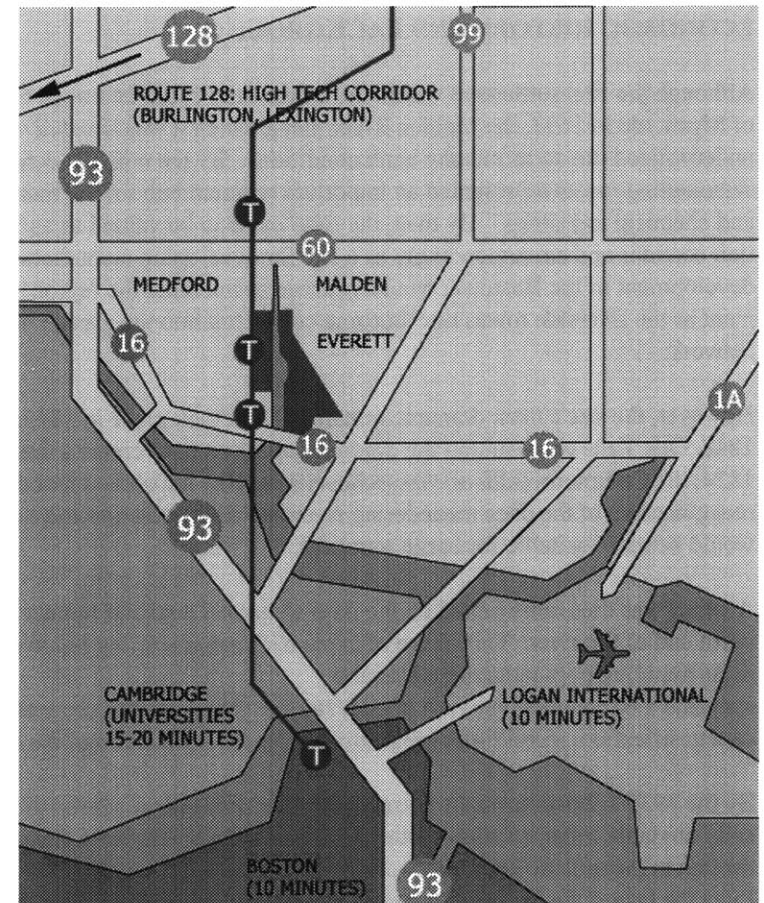 128
99
ROUTE 128: HIGH TECH CORRIDOR
(BURLINGTON, LEXINGTON)
93
T
60
MEDFORD
MALDEN
16
T
EVERETT
1A
T
16
16
93
CAMBRIDGE
(UNIVERSITIES
15-20 MINUTES)
LOGAN INTERNATIONAL
(10 MINUTES)
T
BOSTON
(10 MINUTES)
93